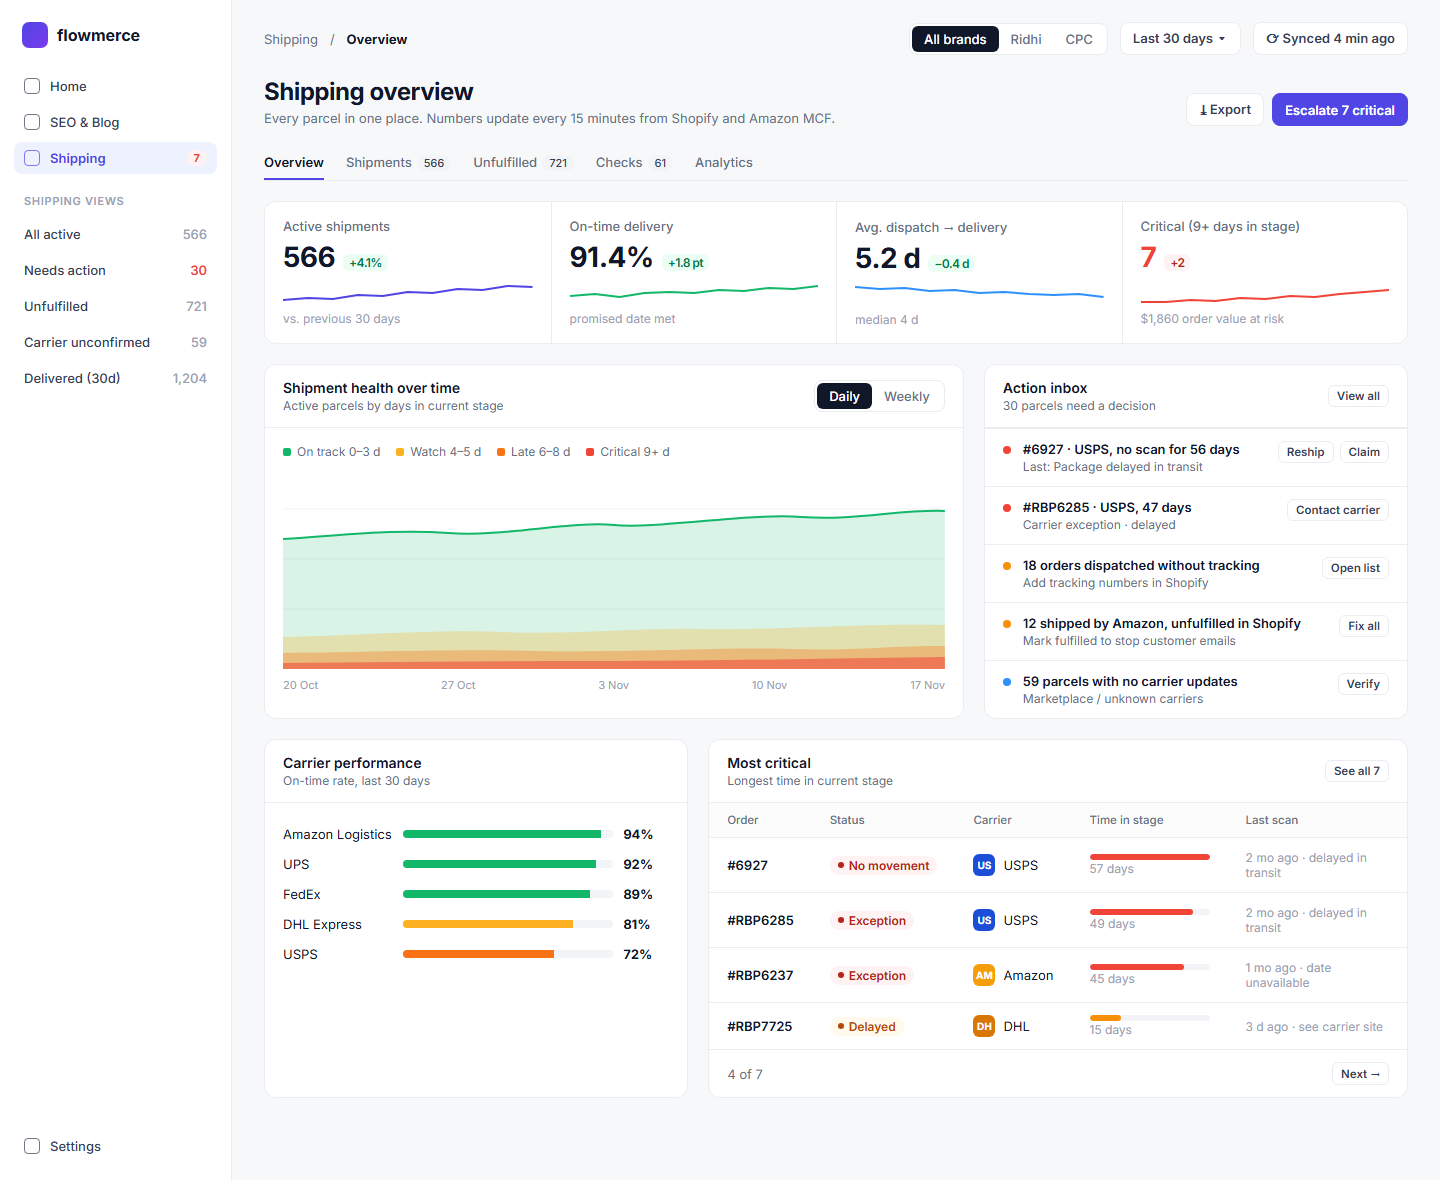 flowmerce
Home
SEO & Blog
Shipping 7
SHIPPING VIEWS
All active 566
Needs action 30
Unfulfilled 721
Carrier unconfirmed 59
Delivered (30d) 1,204
Settings
Shipping / Overview
All brands Ridhi CPC
Last 30 days
Synced 4 min ago
Shipping overview
Every parcel in one place. Numbers update every 15 minutes from Shopify and Amazon MCF.
Export
Escalate 7 critical
Overview Shipments 566 Unfulfilled 721 Checks 61 Analytics
Active shipments
566 +4.1%
vs. previous 30 days
On-time delivery
91.4% +1.8 pt
promised date met
Avg. dispatch → delivery
5.2 d −0.4 d
median 4 d
Critical (9+ days in stage)
7 +2
$1,860 order value at risk
Shipment health over time
Active parcels by days in current stage
Daily Weekly
On track 0–3 d Watch 4–5 d Late 6–8 d Critical 9+ d
20 Oct 27 Oct 3 Nov 10 Nov 17 Nov
Action inbox
30 parcels need a decision
View all
#6927 · USPS, no scan for 56 days
Last: Package delayed in transit
Reship Claim
#RBP6285 · USPS, 47 days
Carrier exception · delayed
Contact carrier
18 orders dispatched without tracking
Add tracking numbers in Shopify
Open list
12 shipped by Amazon, unfulfilled in Shopify
Mark fulfilled to stop customer emails
Fix all
59 parcels with no carrier updates
Marketplace / unknown carriers
Verify
Carrier performance
On-time rate, last 30 days
Amazon Logistics 94%
UPS 92%
FedEx 89%
DHL Express 81%
USPS 72%
Most critical
Longest time in current stage
See all 7
Order Status Carrier Time in stage Last scan
#6927 No movement US USPS 57 days 2 mo ago · delayed in
transit
#RBP6285 Exception US USPS 49 days 2 mo ago · delayed in
transit
#RBP6237 Exception AM Amazon 45 days 1 mo ago · date
unavailable
#RBP7725 Delayed DH DHL 15 days 3 d ago · see carrier site
4 of 7
Next →